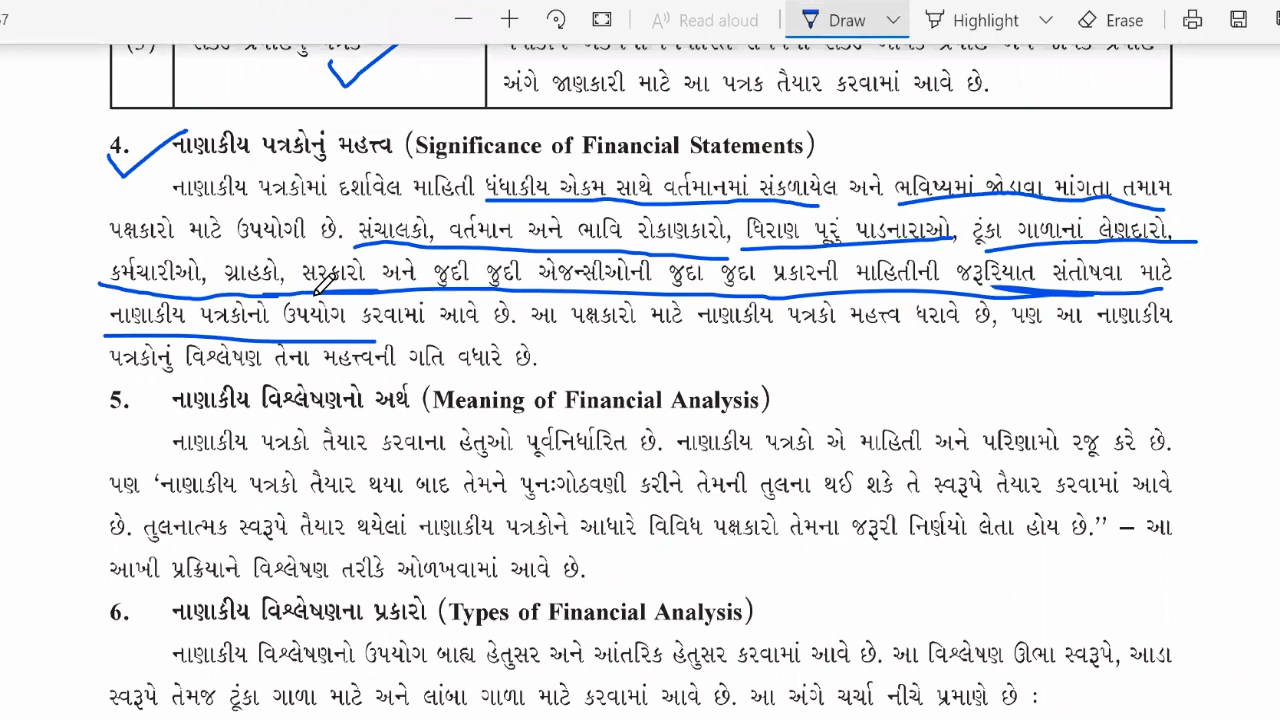 Read aloud Draw Highlight Erase
અંગે જાણકારી માટે આ પત્રક તૈયાર કરવામાં આવે છે.
4. નાણાકીય પત્રકોનું મહત્ત્વ (Significance of Financial Statements)
નાણાકીય પત્રકોમાં દર્શાવેલ માહિતી ધંધાકીય એકમ સાથે વર્તમાનમાં સંકળાયેલ અને ભવિષ્યમાં જોડાવા માંગતા તમામ
પક્ષકારો માટે ઉપયોગી છે. સંચાલકો, વર્તમાન અને ભાવિ રોકાણકારો, ધિરાણ પૂરું પાડનારાઓ, ટૂંકા ગાળાનાં લેણદારો,
કર્મચારીઓ, ગ્રાહકો, સરકારો અને જુદી જુદી એજન્સીઓની જુદા જુદા પ્રકારની માહિતીની જરૂરિયાત સંતોષવા માટે
નાણાકીય પત્રકોનો ઉપયોગ કરવામાં આવે છે. આ પક્ષકારો માટે નાણાકીય પત્રકો મહત્ત્વ ધરાવે છે, પણ આ નાણાકીય
પત્રકોનું વિશ્લેષણ તેના મહત્ત્વની ગતિ વધારે છે.
5. નાણાકીય વિશ્લેષણનો અર્થ (Meaning of Financial Analysis)
નાણાકીય પત્રકો તૈયાર કરવાના હેતુઓ પૂર્વનિર્ધારિત છે. નાણાકીય પત્રકો એ માહિતી અને પરિણામો રજૂ કરે છે.
પણ ‘નાણાકીય પત્રકો તૈયાર થયા બાદ તેમને પુનઃગોઠવણી કરીને તેમની તુલના થઈ શકે તે સ્વરૂપે તૈયાર કરવામાં આવે
છે. તુલનાત્મક સ્વરૂપે તૈયાર થયેલાં નાણાકીય પત્રકોને આધારે વિવિધ પક્ષકારો તેમના જરૂરી નિર્ણયો લેતા હોય છે.’’ – આ
આખી પ્રક્રિયાને વિશ્લેષણ તરીકે ઓળખવામાં આવે છે.
6. નાણાકીય વિશ્લેષણના પ્રકારો (Types of Financial Analysis)
નાણાકીય વિશ્લેષણનો ઉપયોગ બાહ્ય હેતુસર અને આંતરિક હેતુસર કરવામાં આવે છે. આ વિશ્લેષણ ઊભા સ્વરૂપે, આડા
સ્વરૂપે તેમજ ટૂંકા ગાળા માટે અને લાંબા ગાળા માટે કરવામાં આવે છે. આ અંગે ચર્ચા નીચે પ્રમાણે છે :